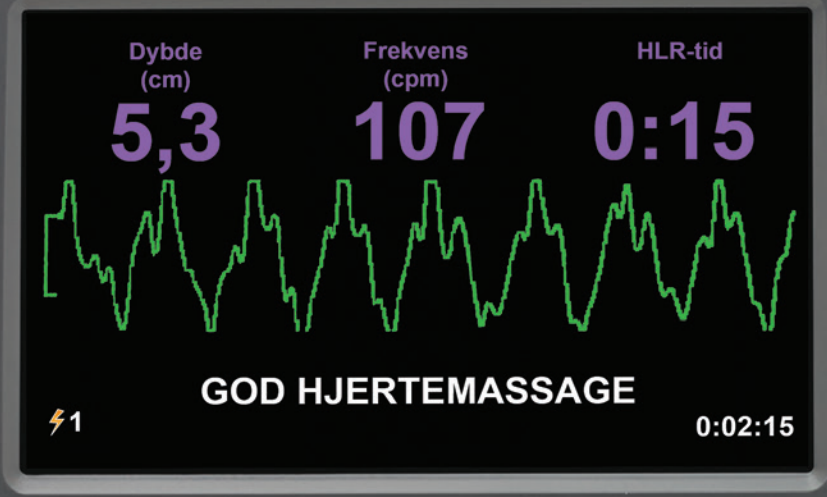 Dybde
(cm)
5,3
Frekvens
(cpm)
107
HLR-tid
0:15
GOD HJERTEMASSAGE
1
0:02:15